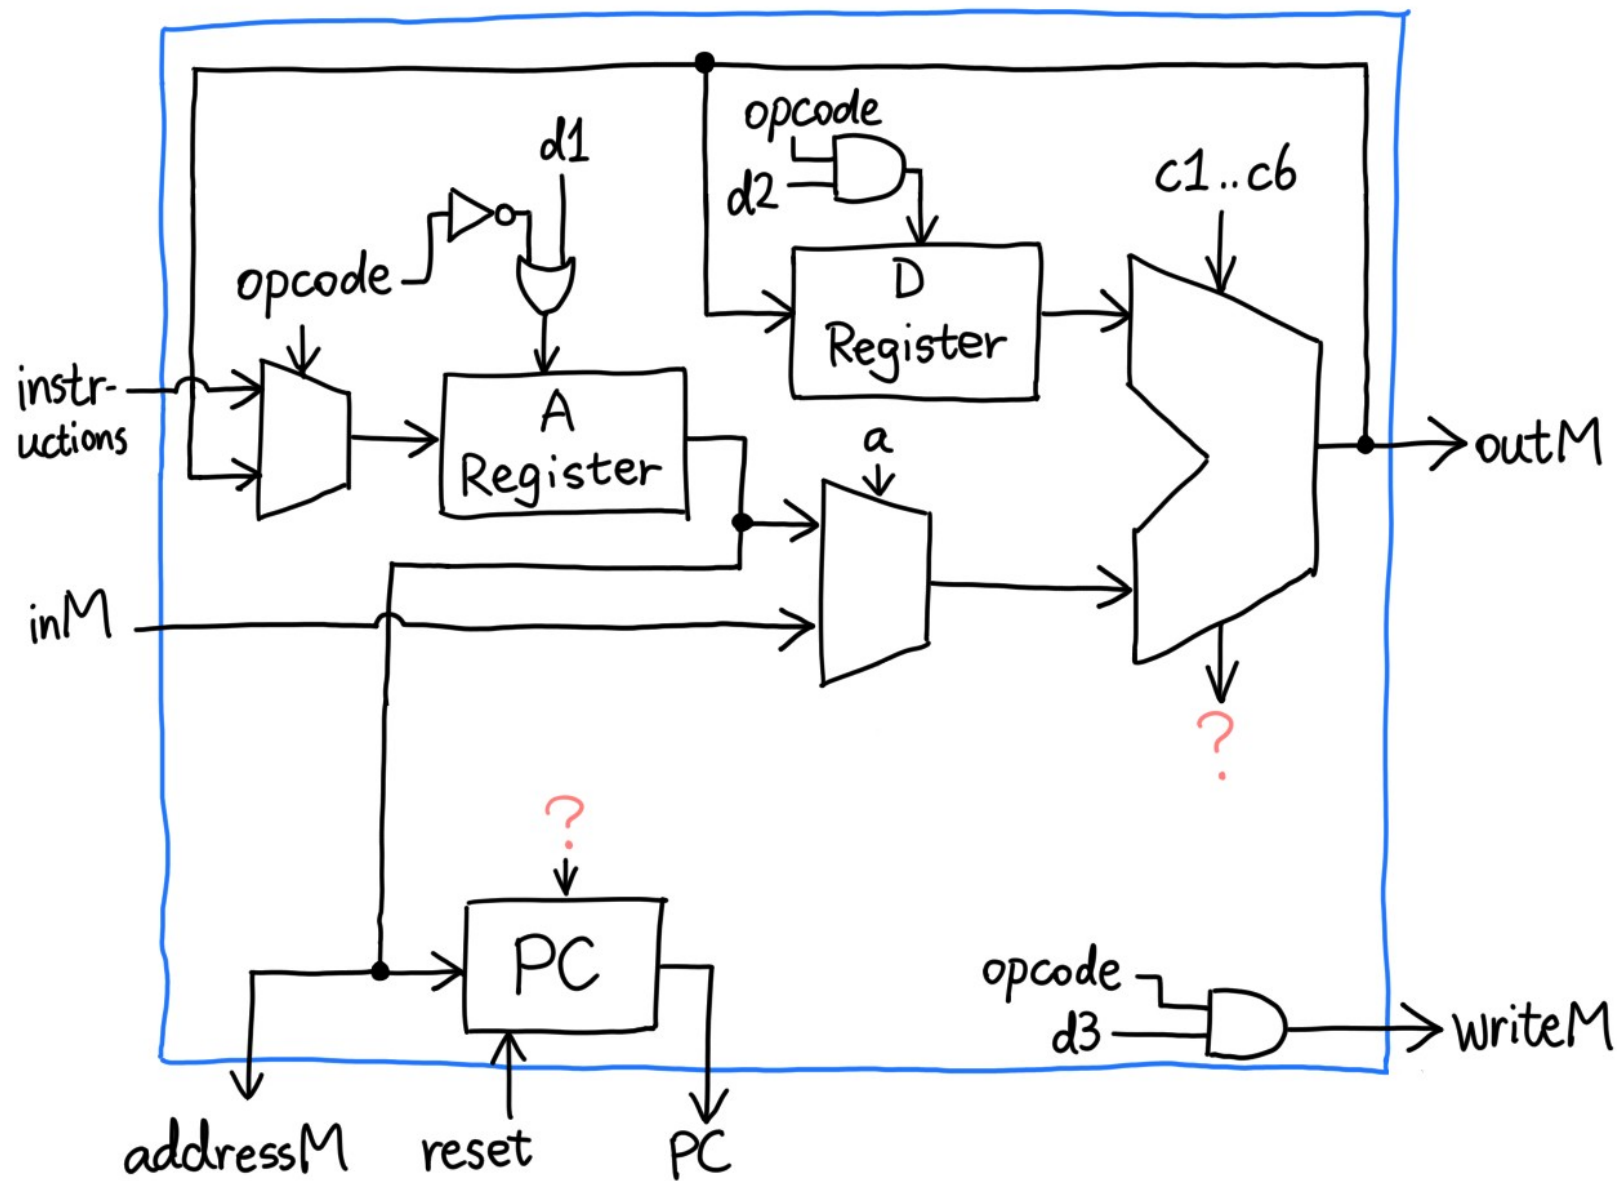 opcode
d1
d2
c1..c6
opcode
D
Register
instr-
uctions
A
Register
a
outM
inM
?
?
PC
opcode
d3
writeM
addressM
reset
PC